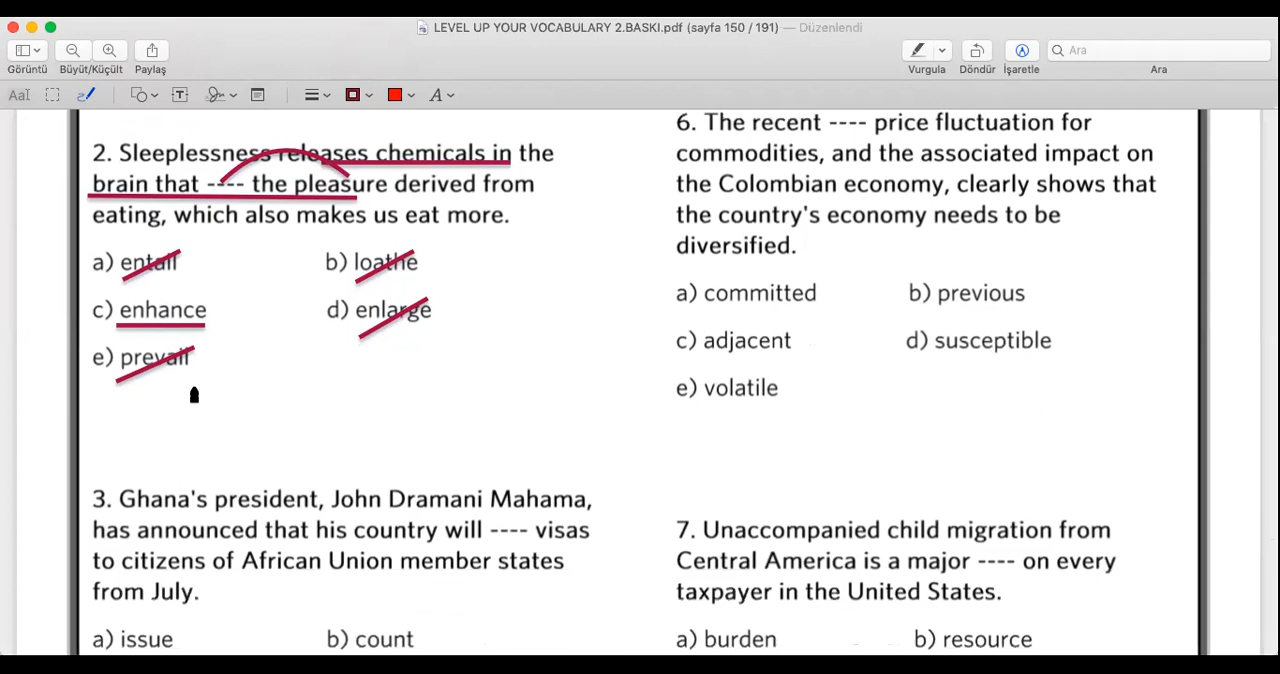 LEVEL UP YOUR VOCABULARY 2.BASKI.pdf (sayfa 150 / 191) — Düzenlendi
Ara
Görüntü Büyüt/Küçült Paylaş Vurgula Döndür İşaretle Ara
AaI T A
2. Sleeplessness releases chemicals in the
brain that ---- the pleasure derived from
eating, which also makes us eat more.
a) entail b) loathe
c) enhance d) enlarge
e) prevail
3. Ghana's president, John Dramani Mahama,
has announced that his country will ---- visas
to citizens of African Union member states
from July.
a) issue b) count
6. The recent ---- price fluctuation for
commodities, and the associated impact on
the Colombian economy, clearly shows that
the country's economy needs to be
diversified.
a) committed b) previous
c) adjacent d) susceptible
e) volatile
7. Unaccompanied child migration from
Central America is a major ---- on every
taxpayer in the United States.
a) burden b) resource